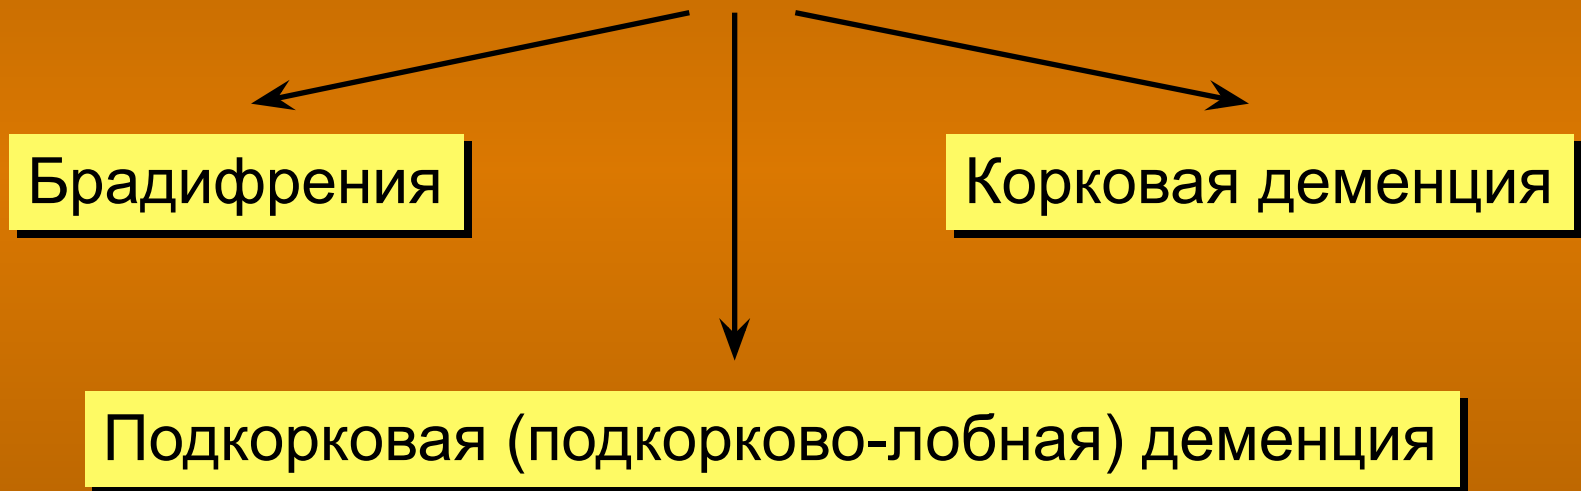 Брадифрения
Корковая деменция
Подкорковая (подкорково-лобная) деменция